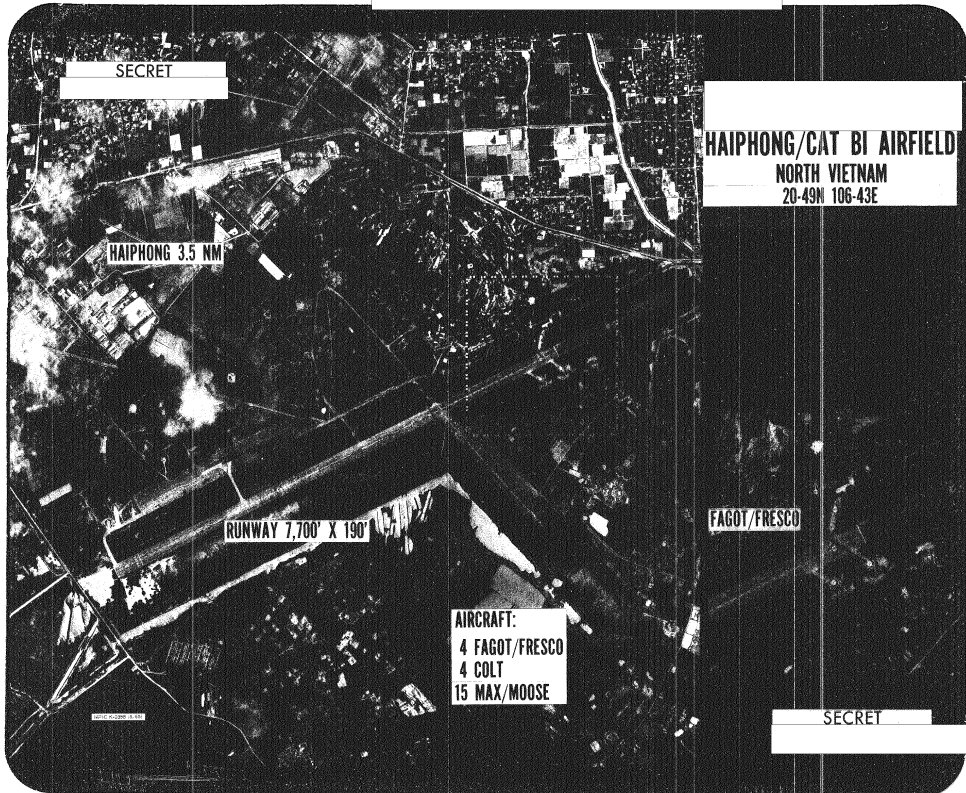 SECRET
HAIPHONG/CAT BI AIRFIELD
NORTH VIETNAM
20-49N 106-43E
HAIPHONG 3.5 NM
FAGOT/FRESCO
RUNWAY 7,700' X 190'
AIRCRAFT:
4 FAGOT/FRESCO
4 COLT
15 MAX/MOOSE
SECRET